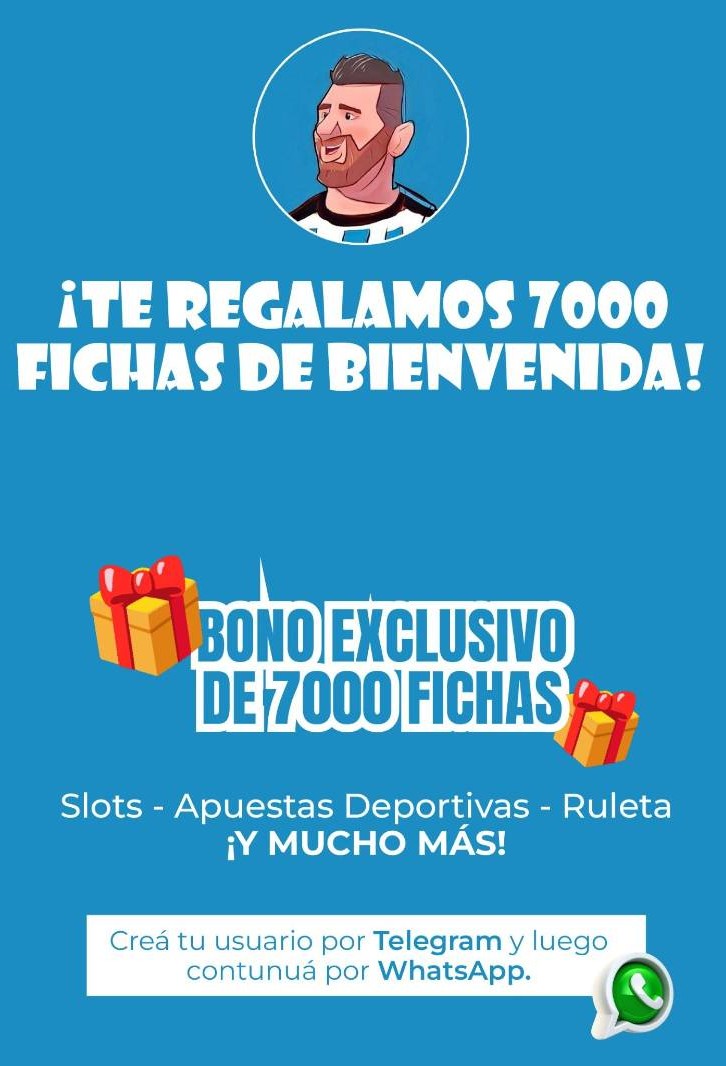 ¡TE REGALAMOS 7000
FICHAS DE BIENVENIDA!
BONO EXCLUSIVO
DE 7000 FICHAS
Slots - Apuestas Deportivas - Ruleta
¡Y MUCHO MÁS!
Creá tu usuario por Telegram y luego
contunuá por WhatsApp.